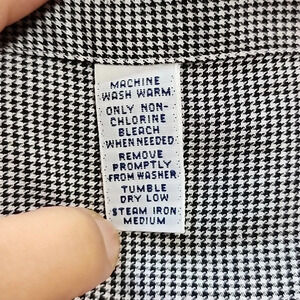 MACHINE
WASH WARM
ONLY NON-
CHLORINE
BLEACH
WHEN NEEDED
REMOVE
PROMPTLY
FROM WASHER
TUMBLE
DRY LOW
STEAM IRON
MEDIUM